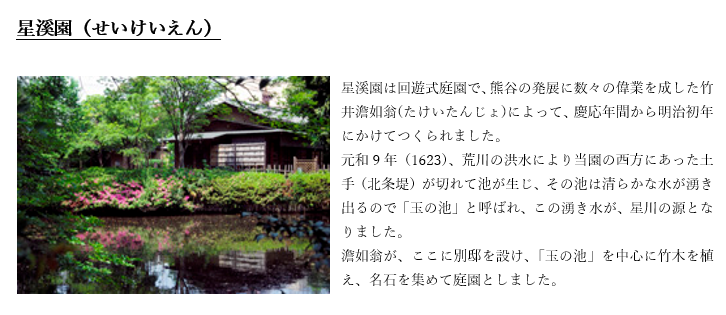 星溪園（せいけいえん）
星溪園は回遊式庭園で、熊谷の発展に数々の偉業を成した竹
井澹如翁(たけいたんじょ)によって、慶応年間から明治初年
にかけてつくられました。
元和９年（1623）、荒川の洪水により当園の西方にあった土
手（北条堤）が切れて池が生じ、その池は清らかな水が湧き
出るので「玉の池」と呼ばれ、この湧き水が、星川の源とな
りました。
澹如翁が、ここに別邸を設け、「玉の池」を中心に竹木を植
え、名石を集めて庭園としました。